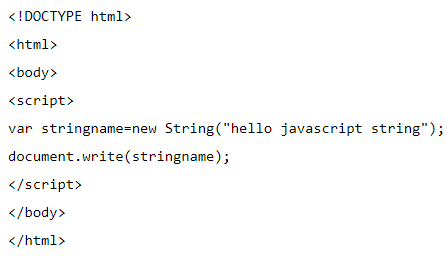 <!DOCTYPE html>
<html>
<body>
<script>
var stringname=new String("hello javascript string");
document.write(stringname);
</script>
</body>
</html>